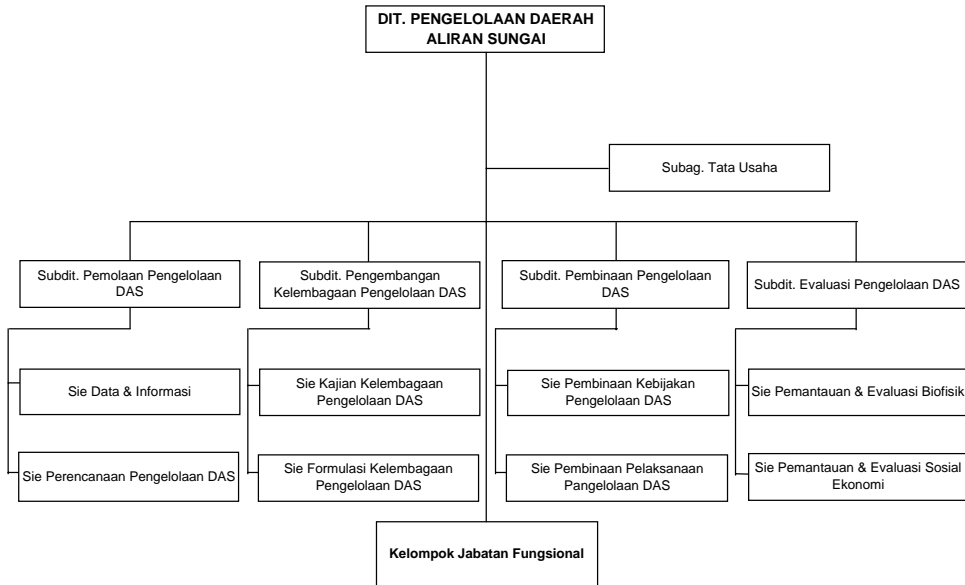 DIT. PENGELOLAAN DAERAH
ALIRAN SUNGAI
Subag. Tata Usaha
Subdit. Pemolaan Pengelolaan
DAS
Subdit. Pengembangan
Kelembagaan Pengelolaan DAS
Subdit. Pembinaan Pengelolaan
DAS
Subdit. Evaluasi Pengelolaan DAS
Sie Data & Informasi
Sie Kajian Kelembagaan
Pengelolaan DAS
Sie Pembinaan Kebijakan
Pengelolaan DAS
Sie Pemantauan & Evaluasi Biofisik
Sie Perencanaan Pengelolaan DAS
Sie Formulasi Kelembagaan
Pengelolaan DAS
Sie Pembinaan Pelaksanaan
Pangelolaan DAS
Sie Pemantauan & Evaluasi Sosial
Ekonomi
Kelompok Jabatan Fungsional